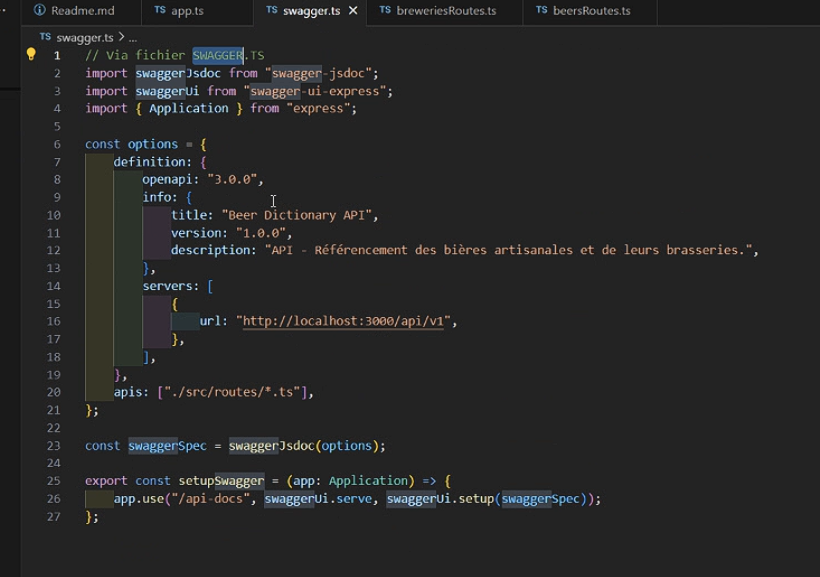 Readme.md TS app.ts TS swagger.ts TS breweriesRoutes.ts TS beersRoutes.ts
TS swagger.ts > ...
1 // Via fichier SWAGGER.TS
2 import swaggerJsdoc from "swagger-jsdoc";
3 import swaggerUi from "swagger-ui-express";
4 import { Application } from "express";
5
6 const options = {
7     definition: {
8         openapi: "3.0.0",
9         info: {
10             title: "Beer Dictionary API",
11             version: "1.0.0",
12             description: "API - Référencement des bières artisanales et de leurs brasseries.",
13         },
14         servers: [
15             {
16                 url: "http://localhost:3000/api/v1",
17             },
18         ],
19     },
20     apis: ["./src/routes/*.ts"],
21 };
22
23 const swaggerSpec = swaggerJsdoc(options);
24
25 export const setupSwagger = (app: Application) => {
26     app.use("/api-docs", swaggerUi.serve, swaggerUi.setup(swaggerSpec));
27 };